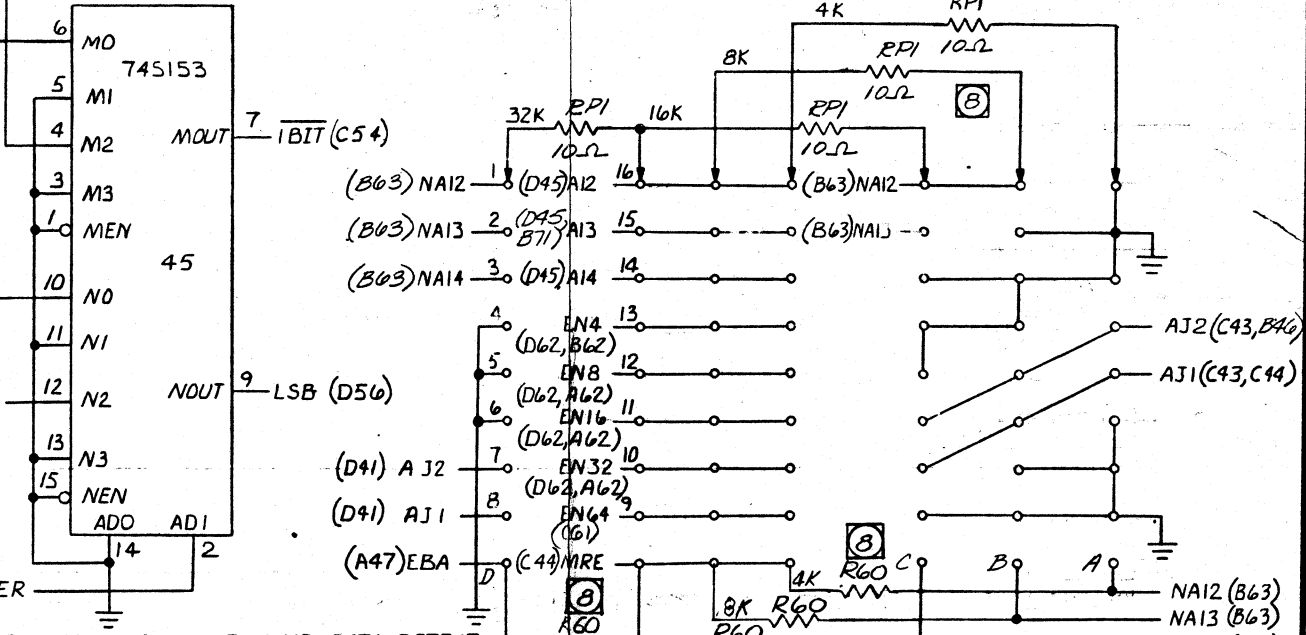 4K RP1
10Ω
8K RP1
10Ω
8
32K RP1 16K RP1
10Ω 10Ω
6 M0
74S153
5 M1
4 M2
3 M3
1 MEN
45
10 N0
11 N1
12 N2
13 N3
15 NEN
AD0 AD1
14 2
ER
MOUT 7 1BIT (C54)
NOUT 9 LSB (D56)
(B63) NA12 1 (D45) A12 16 (B63) NA12
(B63) NA13 2 (D45, B71) A13 15 (B63)
(B63) NA14 3 (D45) A14 14
4 EN4 13 AJ2 (C43, B46)
(D62, B62)
5 EN8 12 AJ1 (C43, C44)
(D62, A62)
6 EN16 11
(D62, A62)
(D41) AJ2 7 EN32 10
(D62, A62)
(D41) AJ1 8 EN64 9
(A47) EBA D (C44) MRE C B A
8
R60
4K R60
8
8K R60
R60
NA12 (B63)
NA13 (B63)